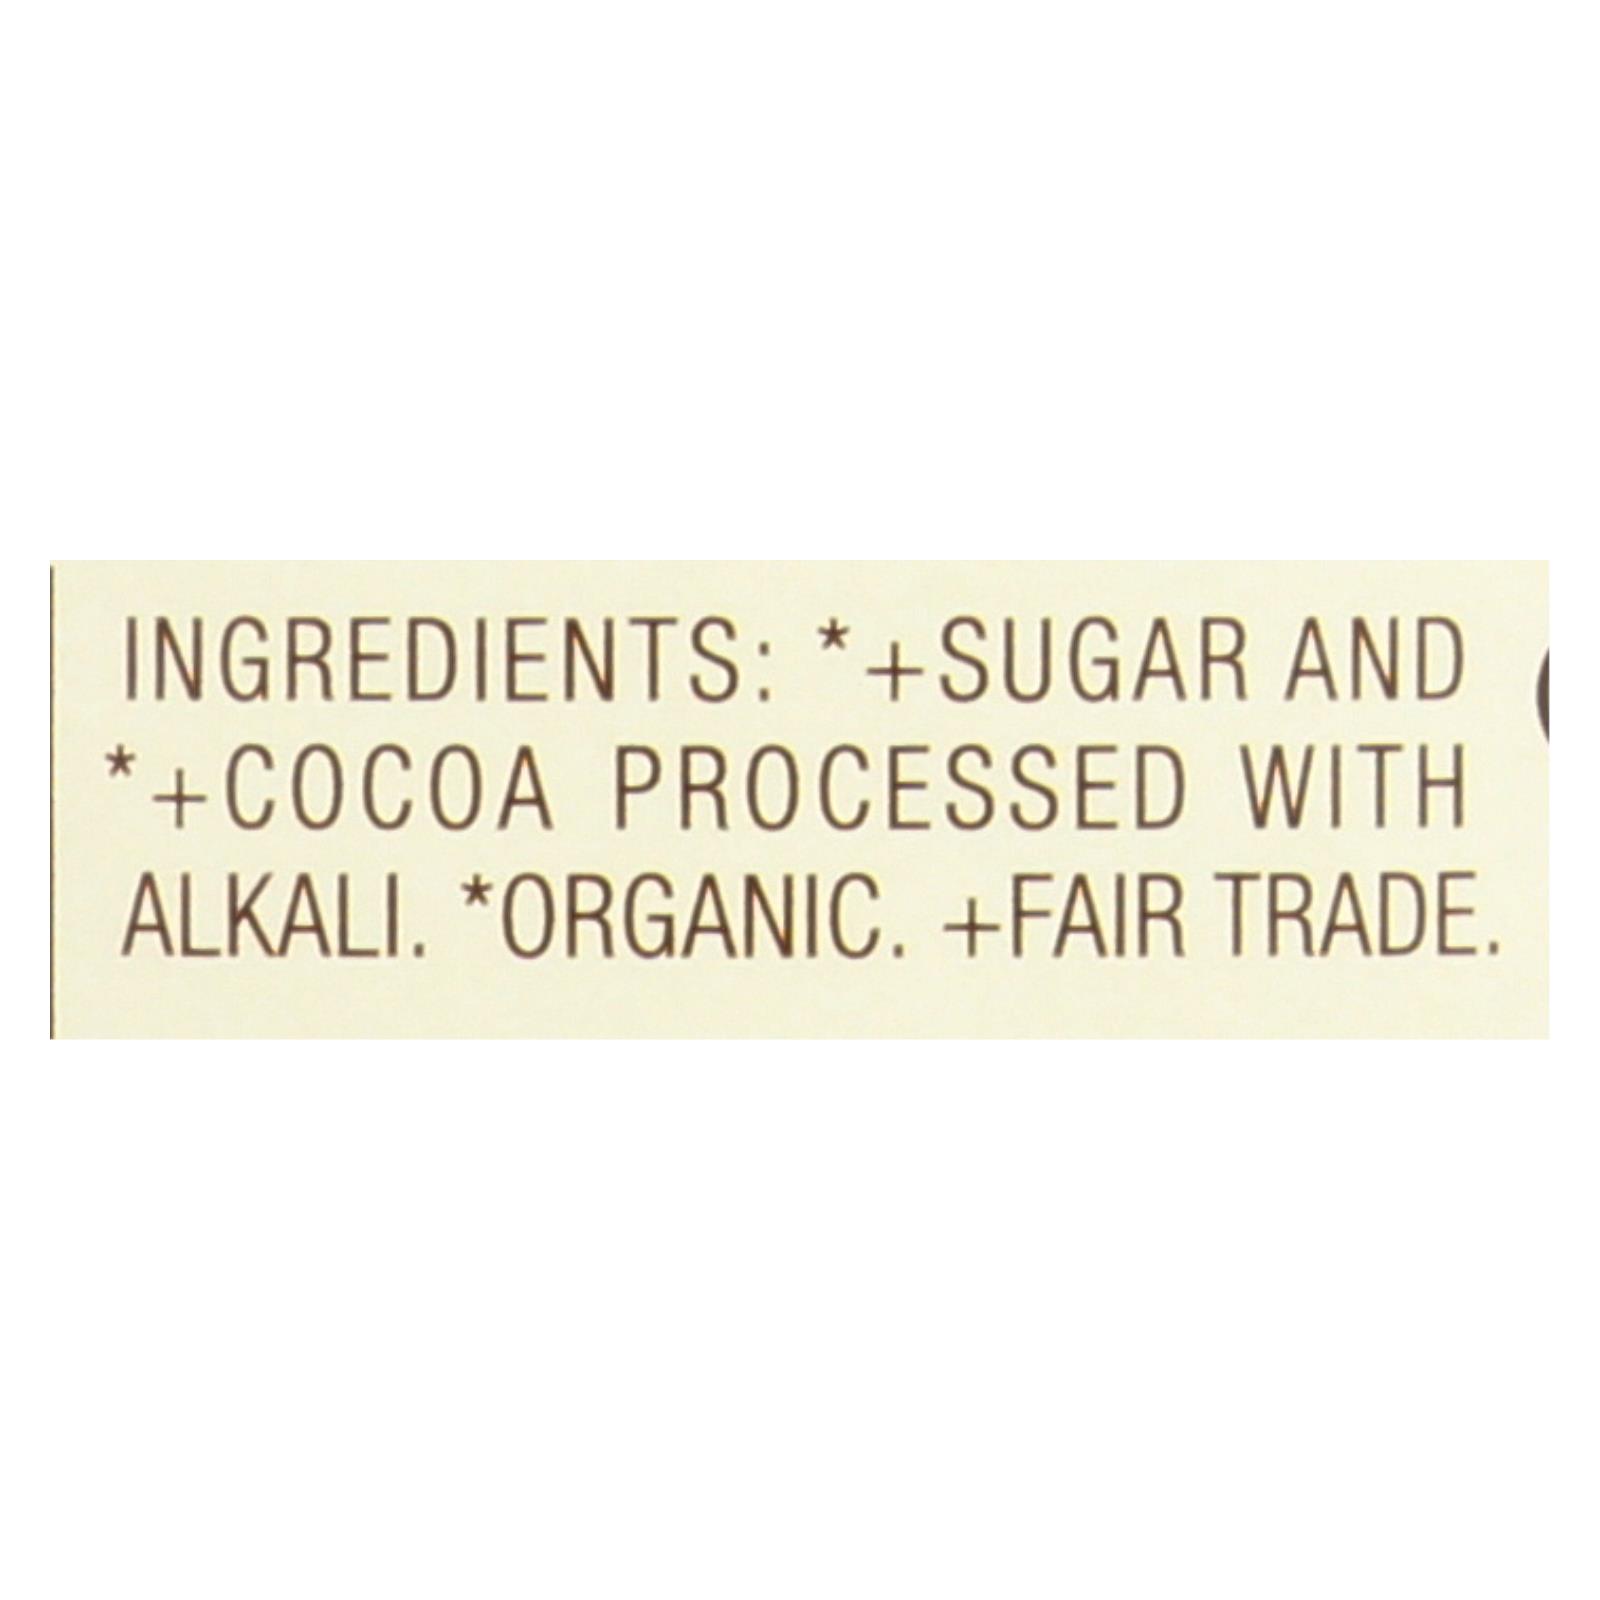 INGREDIENTS: *+SUGAR AND
*+COCOA PROCESSED WITH
ALKALI. *ORGANIC. +FAIR TRADE.